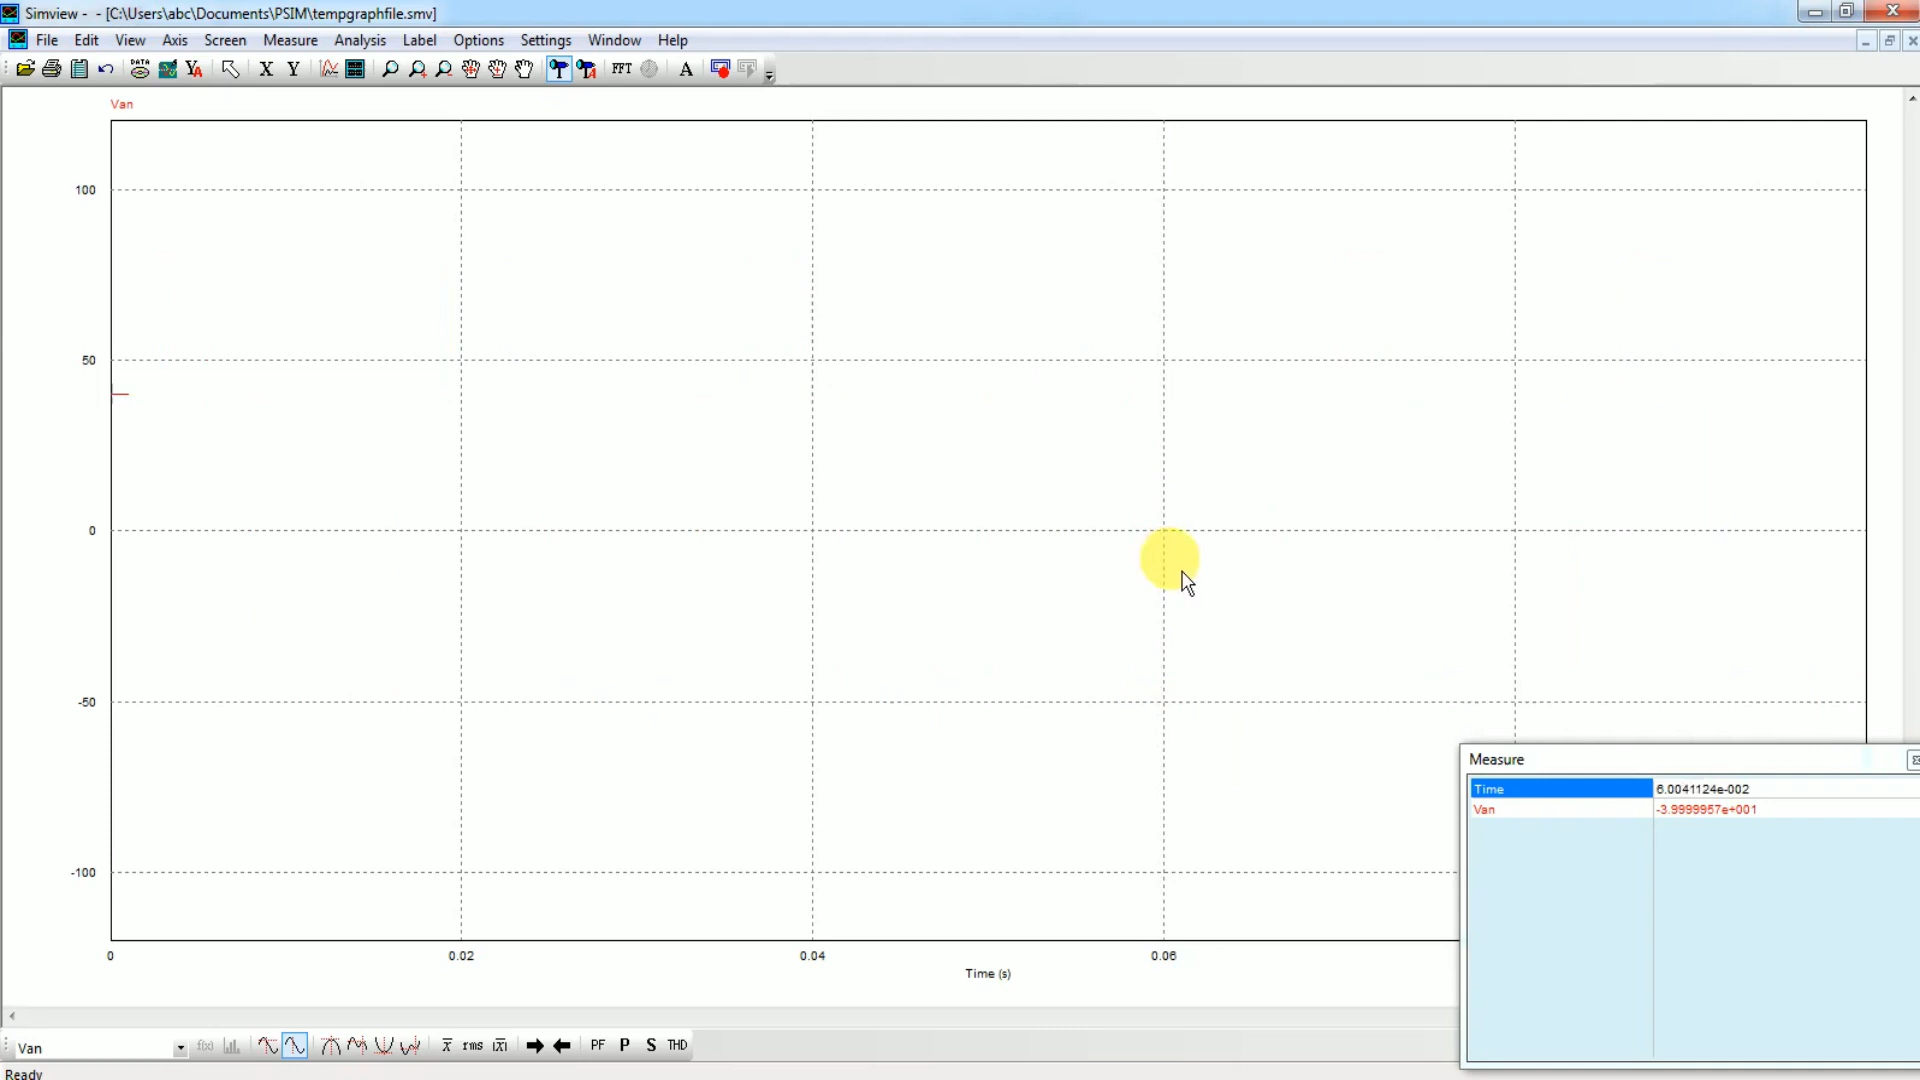 Simview - - [C:\Users\abc\Documents\PSIM\tempgraphfile.smv]
File Edit View Axis Screen Measure Analysis Label Options Settings Window Help
DATA YA X Y FFT A
Van
100
50
0
-50
-100
0 0.02 0.04 0.06
Time (s)
Measure
Time 6.0041124e-002
Van -3.9999957e+001
Van f(x) x rms |x| PF P S THD
Ready